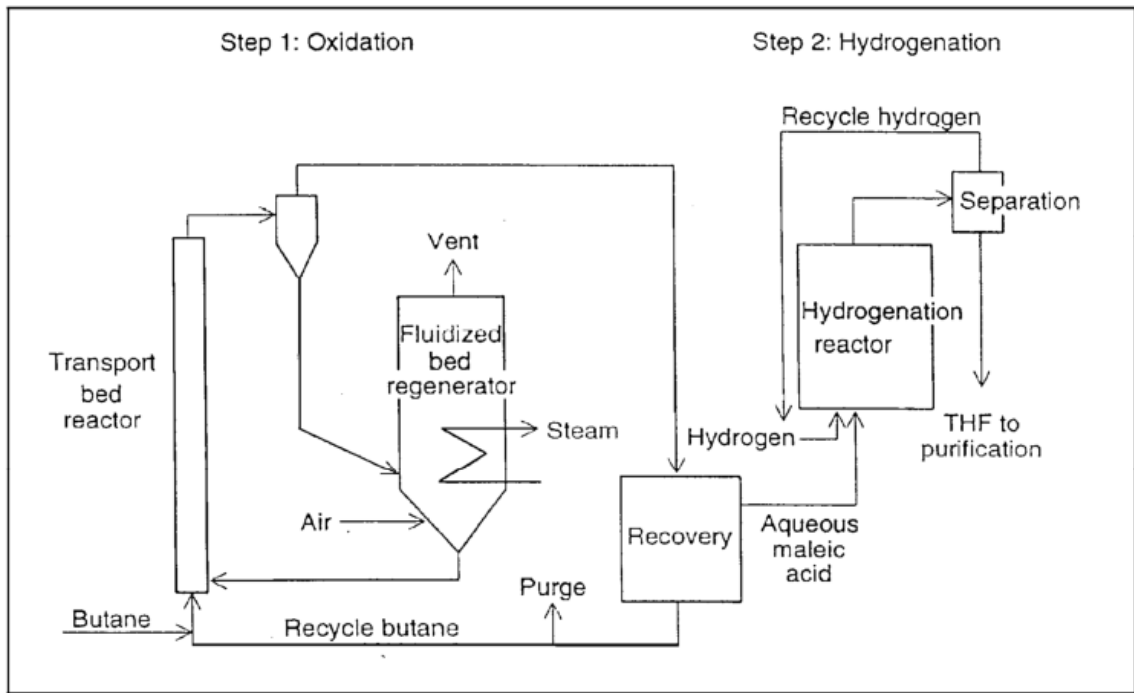 Step 1: Oxidation
Step 2: Hydrogenation
Recycle hydrogen
Separation
Vent
Hydrogenation
reactor
Fluidized
bed
regenerator
Transport
bed
reactor
Steam
Hydrogen
THF to
purification
Air
Recovery
Aqueous
maleic
acid
Purge
Butane
Recycle butane